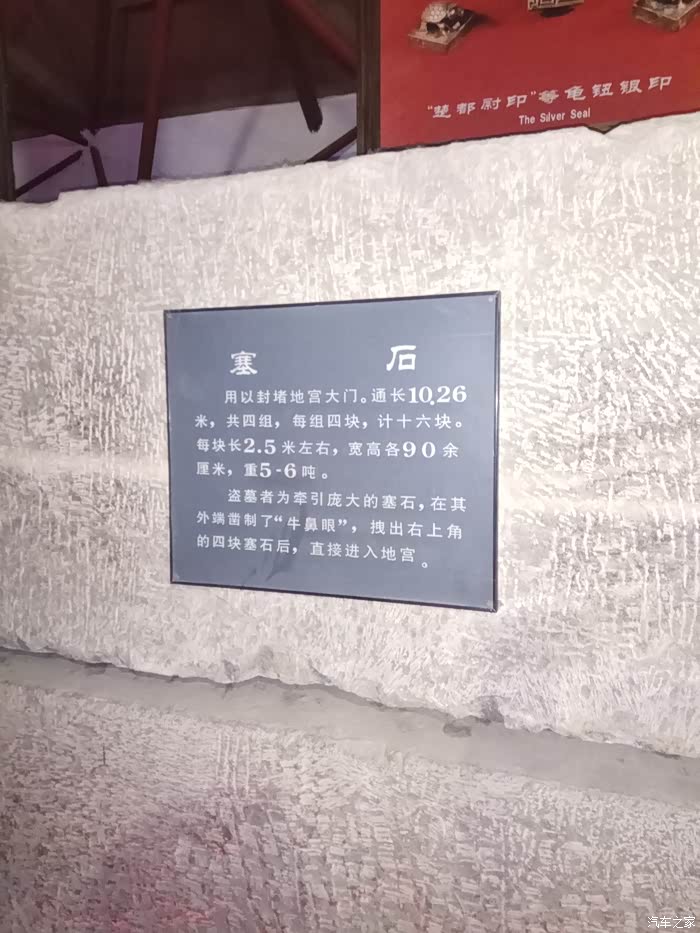 “楚都尉印”等龟钮银印
The Silver Seal
塞 石
用以封堵地宫大门。通长10.26
米，共四组，每组四块，计十六块。
每块长2.5米左右，宽高各90余
厘米，重5-6吨。
盗墓者为牵引庞大的塞石，在其
外端凿制了“牛鼻眼”，拽出右上角
的四块塞石后，直接进入地宫。
汽车之家